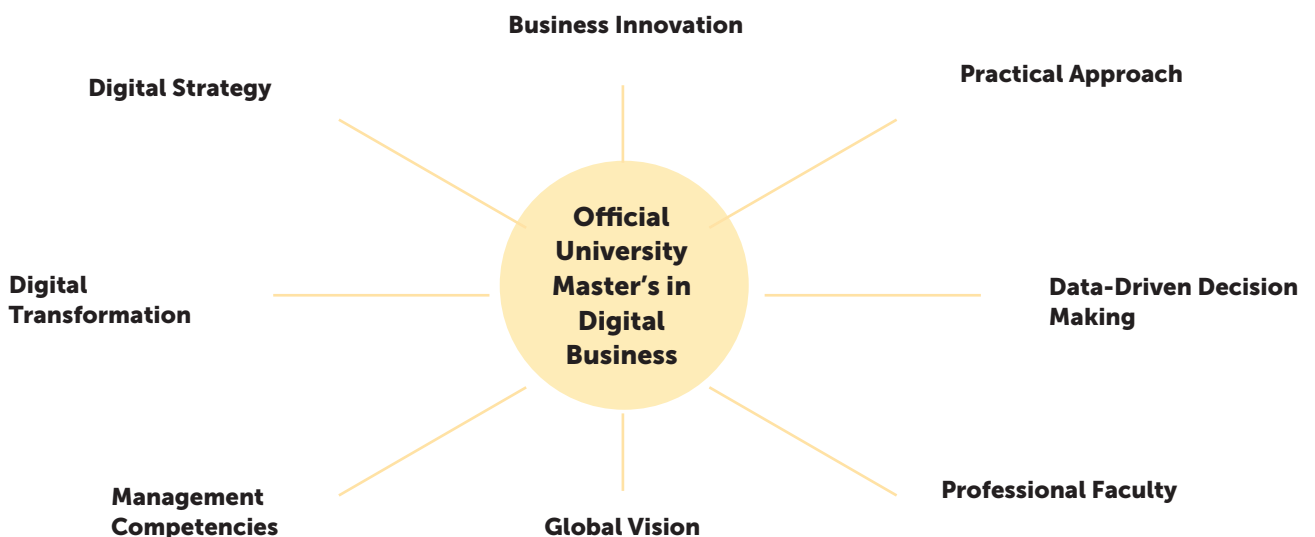 Business Innovation
Digital Strategy
Practical Approach
Official
University
Master's in
Digital
Business
Digital
Transformation
Data-Driven Decision
Making
Management
Competencies
Global Vision
Professional Faculty